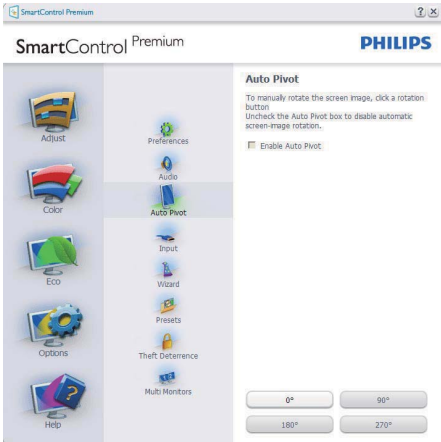 SmartControl Premium
SmartControl Premium
PHILIPS
Adjust
Color
Eco
Options
Help
Preferences
Audio
Auto Pivot
Input
Wizard
Presets
Theft Deterrence
Multi Monitors
Auto Pivot
To manually rotate the screen image, click a rotation
button
Uncheck the Auto Pivot box to disable automatic
screen-image rotation.
Enable Auto Pivot
0°
90°
180°
270°